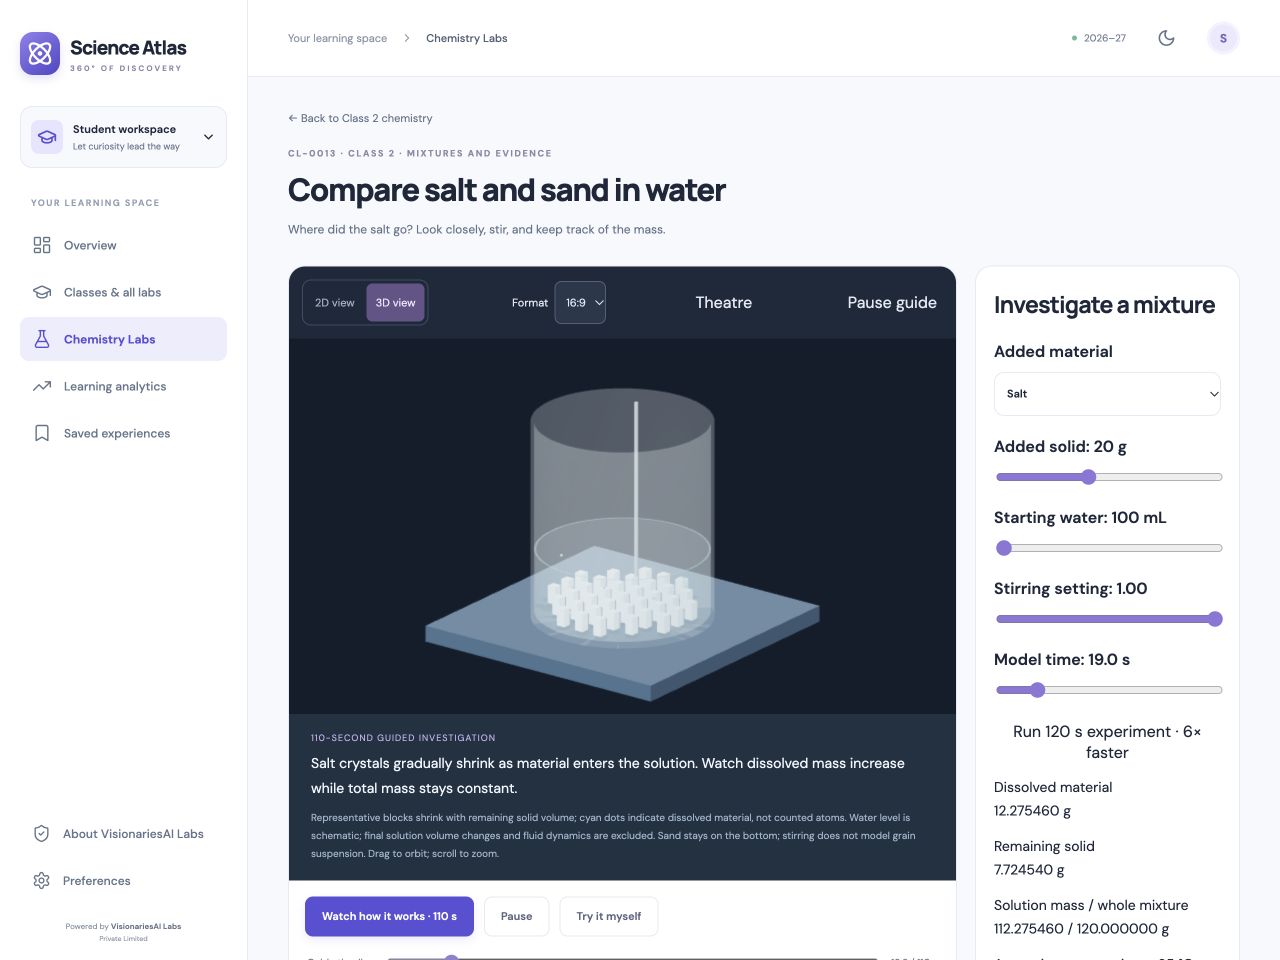 Science Atlas
360° OF DISCOVERY
Student workspace
Let curiosity lead the way
YOUR LEARNING SPACE
Overview
Classes & all labs
Chemistry Labs
Learning analytics
Saved experiences
About VisionariesAI Labs
Preferences
Powered by VisionariesAI Labs
Private Limited
Your learning space
Chemistry Labs
2026–27
S
← Back to Class 2 chemistry
CL-0013 · CLASS 2 · MIXTURES AND EVIDENCE
Compare salt and sand in water
Where did the salt go? Look closely, stir, and keep track of the mass.
2D view
3D view
Format
16:9
Theatre
Pause guide
110-SECOND GUIDED INVESTIGATION
Salt crystals gradually shrink as material enters the solution. Watch dissolved mass increase
while total mass stays constant.
Representative blocks shrink with remaining solid volume; cyan dots indicate dissolved material, not counted atoms. Water level is
schematic; final solution volume changes and fluid dynamics are excluded. Sand stays on the bottom; stirring does not model grain
suspension. Drag to orbit; scroll to zoom.
Watch how it works · 110 s
Pause
Try it myself
Investigate a mixture
Added material
Salt
Added solid: 20 g
Starting water: 100 mL
Stirring setting: 1.00
Model time: 19.0 s
Run 120 s experiment · 6×
faster
Dissolved material
12.275460 g
Remaining solid
7.724540 g
Solution mass / whole mixture
112.275460 / 120.000000 g